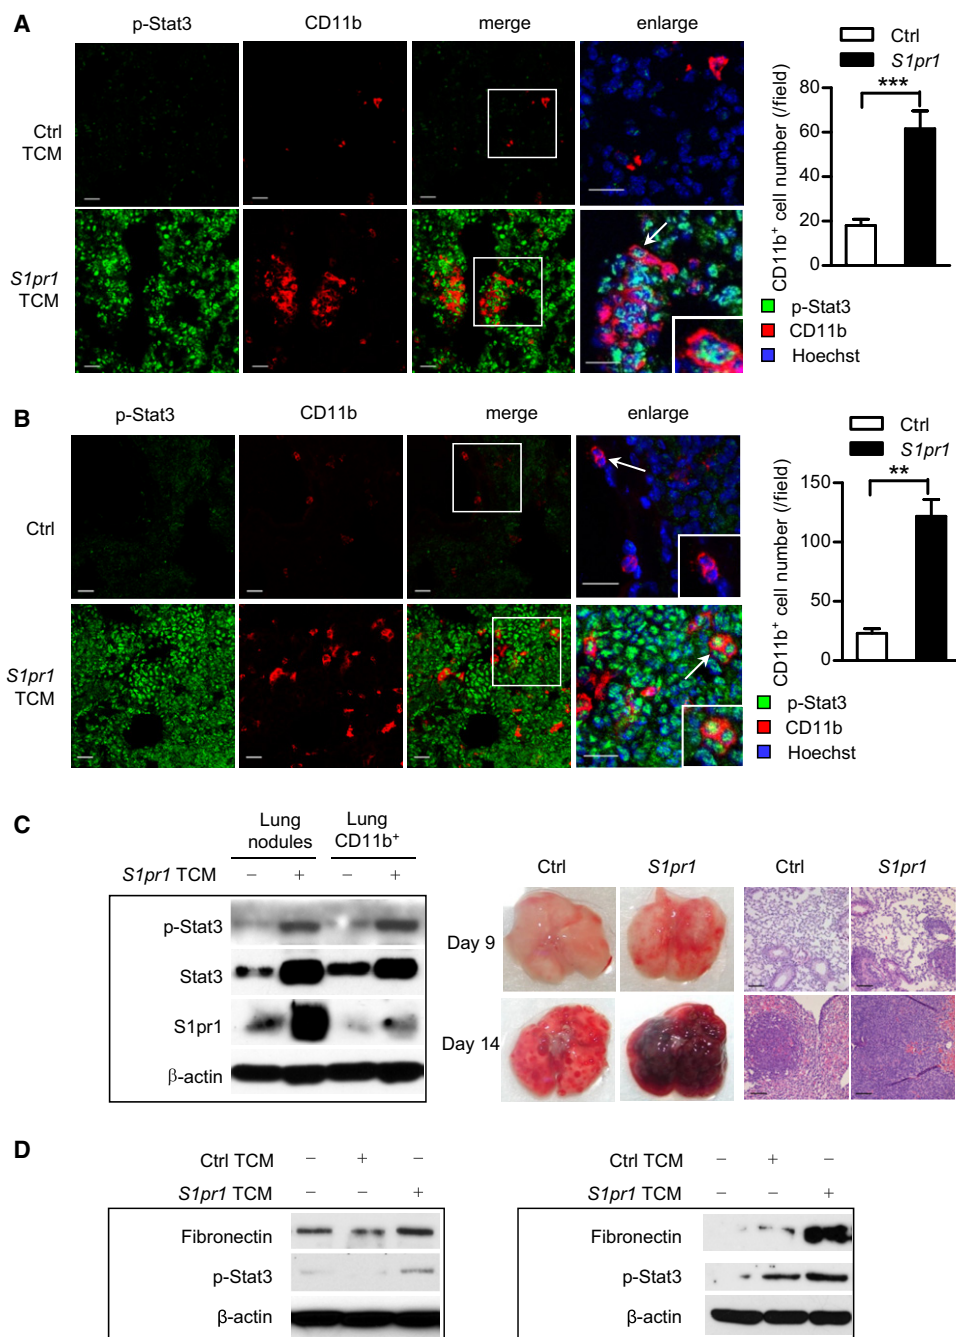 A
p-Stat3 CD11b merge enlarge
Ctrl
S1pr1
Ctrl
TCM
S1pr1
TCM
***
CD11b+ cell number (/field)
80
60
40
20
0
p-Stat3
CD11b
Hoechst
B
p-Stat3 CD11b merge enlarge
Ctrl
S1pr1
Ctrl
S1pr1
TCM
**
CD11b+ cell number (/field)
150
100
50
0
p-Stat3
CD11b
Hoechst
C
Lung nodules
Lung CD11b+
S1pr1 TCM − + − +
p-Stat3
Stat3
S1pr1
β-actin
Ctrl S1pr1 Ctrl S1pr1
Day 9
Day 14
D
Ctrl TCM − + −
S1pr1 TCM − − +
Fibronectin
p-Stat3
β-actin
Ctrl TCM − + −
S1pr1 TCM − − +
Fibronectin
p-Stat3
β-actin